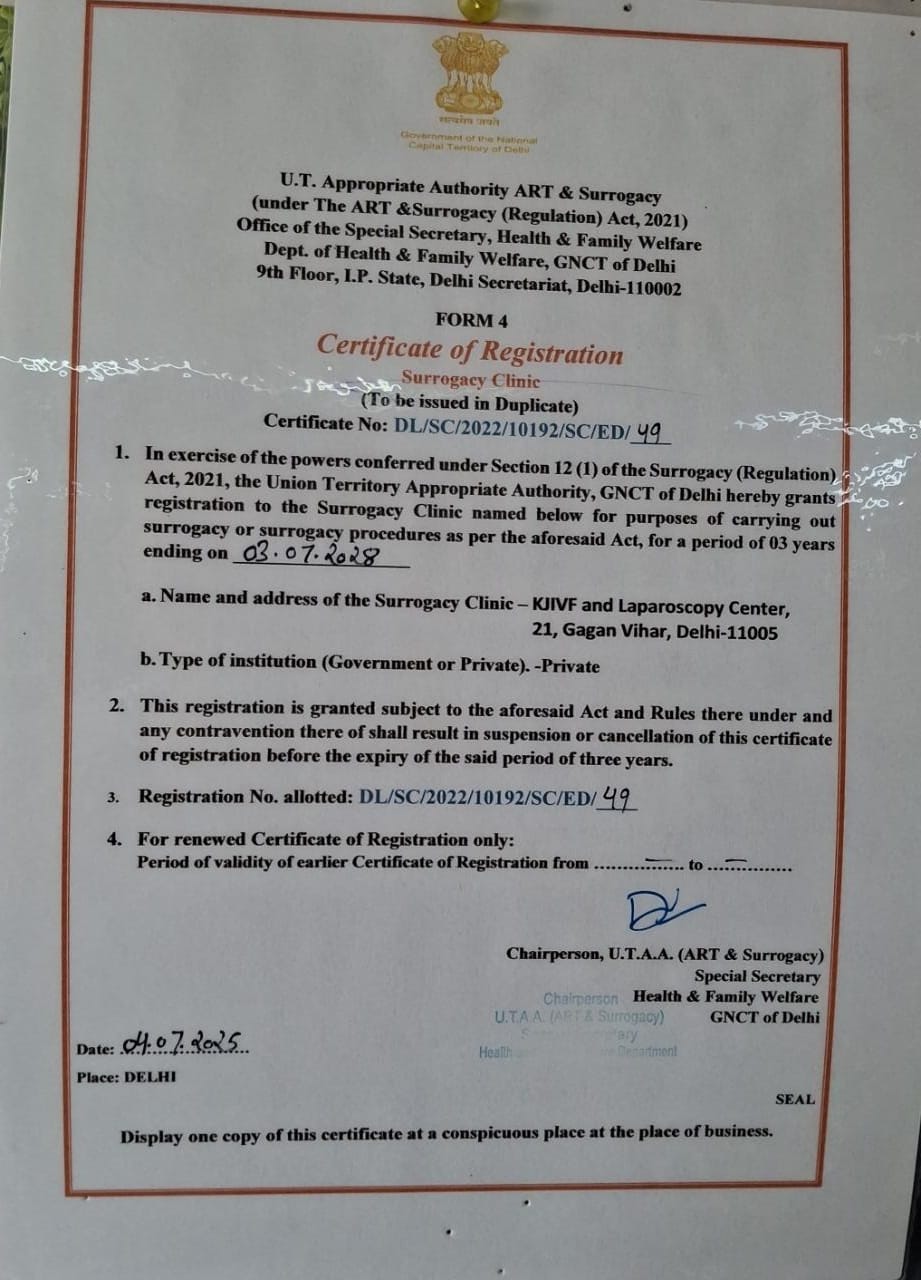 सत्यमेव जयते
Government of the National
Capital Territory of Delhi
U.T. Appropriate Authority ART & Surrogacy
(under The ART &Surrogacy (Regulation) Act, 2021)
Office of the Special Secretary, Health & Family Welfare
Dept. of Health & Family Welfare, GNCT of Delhi
9th Floor, I.P. State, Delhi Secretariat, Delhi-110002
FORM 4
Certificate of Registration
Surrogacy Clinic
(To be issued in Duplicate)
Certificate No: DL/SC/2022/10192/SC/ED/ 49
1. In exercise of the powers conferred under Section 12 (1) of the Surrogacy (Regulation)
Act, 2021, the Union Territory Appropriate Authority, GNCT of Delhi hereby grants
registration to the Surrogacy Clinic named below for purposes of carrying out
surrogacy or surrogacy procedures as per the aforesaid Act, for a period of 03 years
ending on 03.07.2028
a. Name and address of the Surrogacy Clinic – KJIVF and Laparoscopy Center,
21, Gagan Vihar, Delhi-11005
b. Type of institution (Government or Private). -Private
2. This registration is granted subject to the aforesaid Act and Rules there under and
any contravention there of shall result in suspension or cancellation of this certificate
of registration before the expiry of the said period of three years.
3. Registration No. allotted: DL/SC/2022/10192/SC/ED/ 49
4. For renewed Certificate of Registration only:
Period of validity of earlier Certificate of Registration from ........–........ to ...–............
Chairperson, U.T.A.A. (ART & Surrogacy)
Special Secretary
Health & Family Welfare
GNCT of Delhi
Chairperson
U.T.A.A. (ART & Surrogacy)
Health Department
Date: 04.07.2025
Place: DELHI
SEAL
Display one copy of this certificate at a conspicuous place at the place of business.